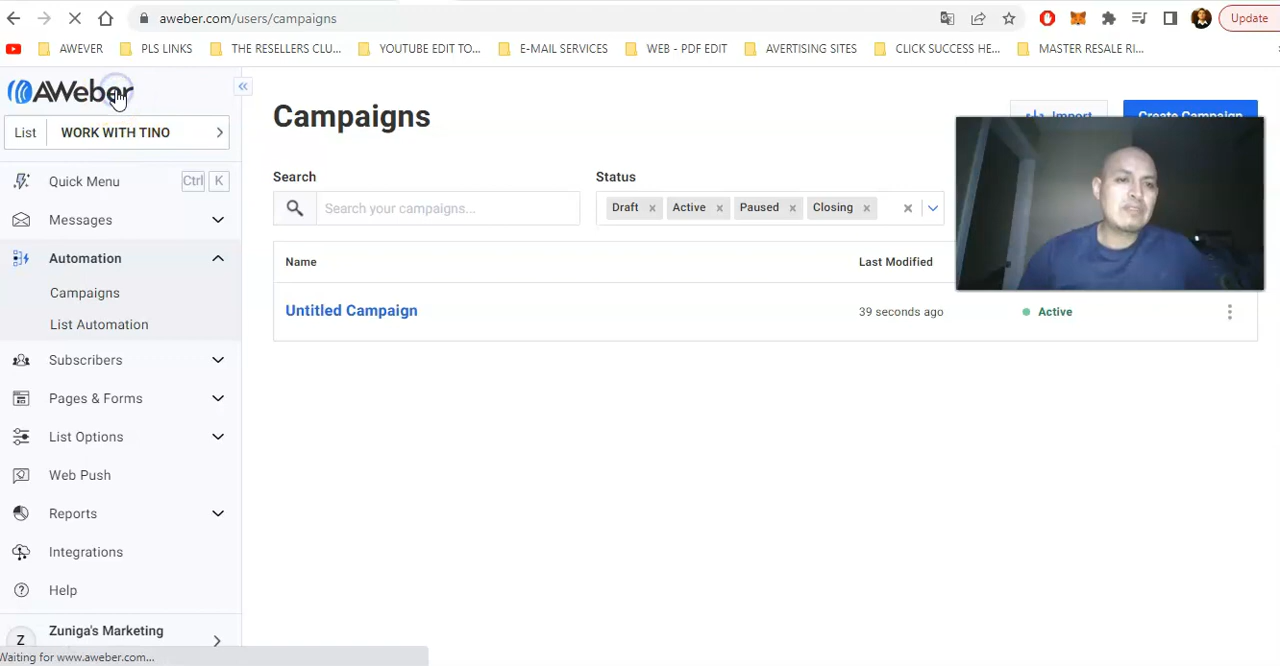 aweber.com/users/campaigns
Update
AWEVER
PLS LINKS
THE RESELLERS CLU...
YOUTUBE EDIT TO...
E-MAIL SERVICES
WEB - PDF EDIT
AVERTISING SITES
CLICK SUCCESS HE...
MASTER RESALE RI...
AWeber
List
WORK WITH TINO
Quick Menu
Ctrl
K
Messages
Automation
Campaigns
List Automation
Subscribers
Pages & Forms
List Options
Web Push
Reports
Integrations
Help
Z
Zuniga's Marketing
Waiting for www.aweber.com...
Campaigns
Import
Create Campaign
Search
Search your campaigns...
Status
Draft
Active
Paused
Closing
Name
Last Modified
Untitled Campaign
39 seconds ago
Active